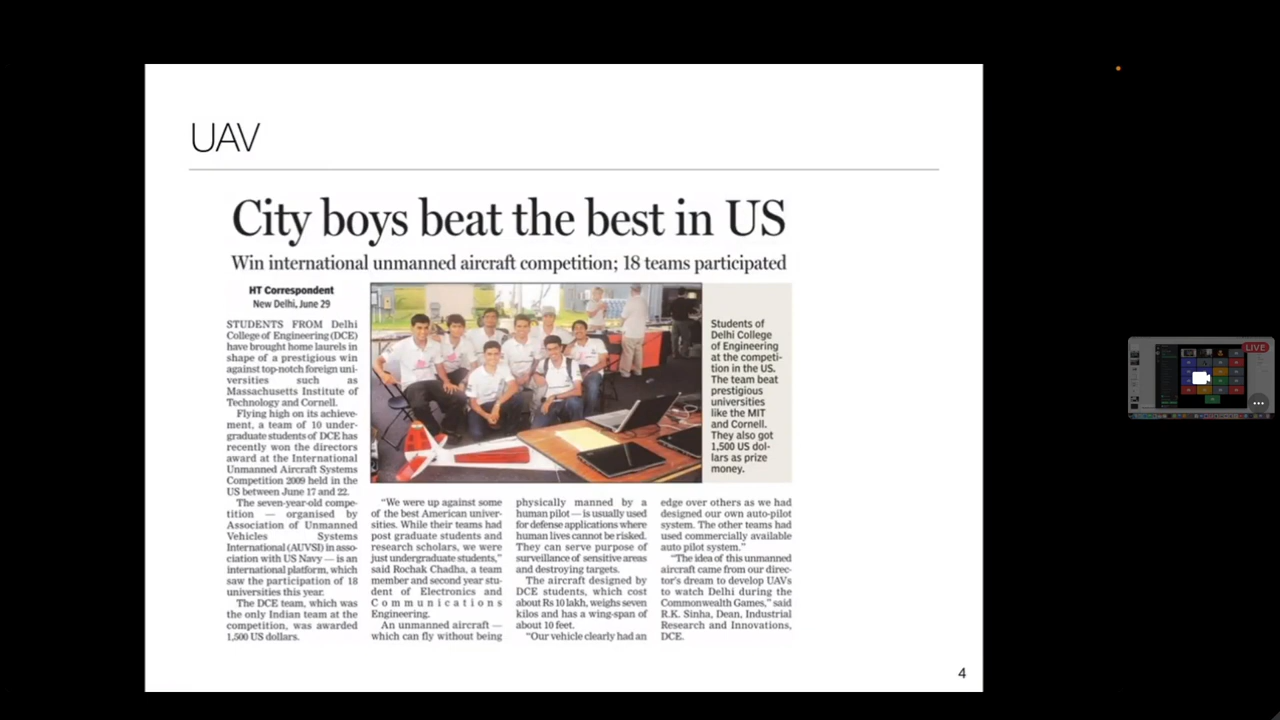 UAV
City boys beat the best in US
Win international unmanned aircraft competition; 18 teams participated
HT Correspondent
New Delhi, June 29
STUDENTS FROM Delhi
College of Engineering (DCE)
have brought home laurels in
shape of a prestigious win
against top-notch foreign uni-
versities such as
Massachusetts Institute of
Technology and Cornell.
Flying high on its achieve-
ment, a team of 10 under-
graduate students of DCE has
recently won the directors
award at the International
Unmanned Aircraft Systems
Competition 2009 held in the
US between June 17 and 22.
The seven-year-old compe-
tition — organised by
Association of Unmanned
Vehicles Systems
International (AUVSI) in asso-
ciation with US Navy — is an
international platform, which
saw the participation of 18
universities this year.
The DCE team, which was
the only Indian team at the
competition, was awarded
1,500 US dollars.
Students of
Delhi College
of Engineering
at the competi-
tion in the US.
The team beat
prestigious
universities
like the MIT
and Cornell.
They also got
1,500 US dol-
lars as prize
money.
"We were up against some
of the best American univer-
sities. While their teams had
post graduate students and
research scholars, we were
just undergraduate students,"
said Rochak Chadha, a team
member and second year stu-
dent of Electronics and
Communications
Engineering.
An unmanned aircraft —
which can fly without being
physically manned by a
human pilot — is usually used
for defense applications where
human lives cannot be risked.
They can serve purpose of
surveillance of sensitive areas
and destroying targets.
The aircraft designed by
DCE students, which cost
about Rs 10 lakh, weighs seven
kilos and has a wing-span of
about 10 feet.
"Our vehicle clearly had an
edge over others as we had
designed our own auto-pilot
system. The other teams had
used commercially available
auto pilot system."
"The idea of this unmanned
aircraft came from our direc-
tor's dream to develop UAVs
to watch Delhi during the
Commonwealth Games," said
R.K. Sinha, Dean, Industrial
Research and Innovations,
DCE.
4
LIVE